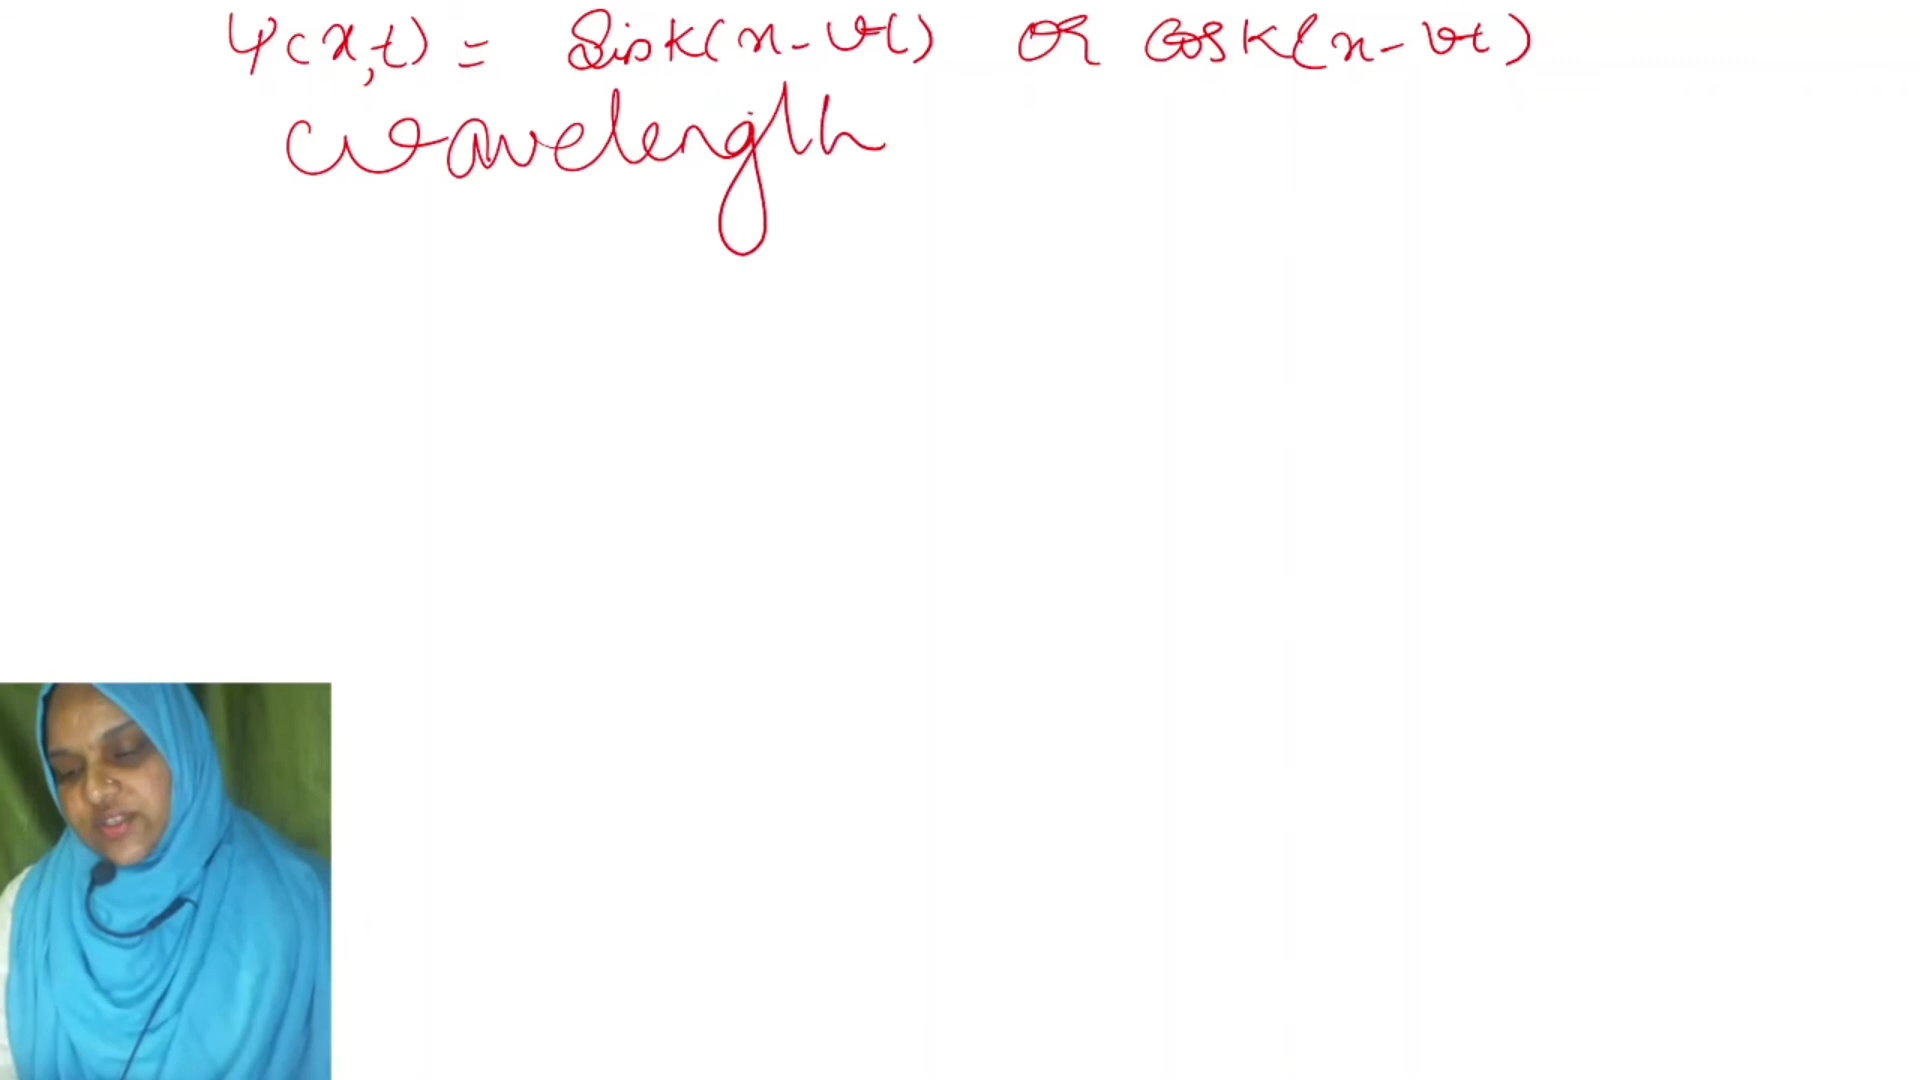 ψ(x,t) = Sin k(x-vt) or cos k(x-vt)
wavelength